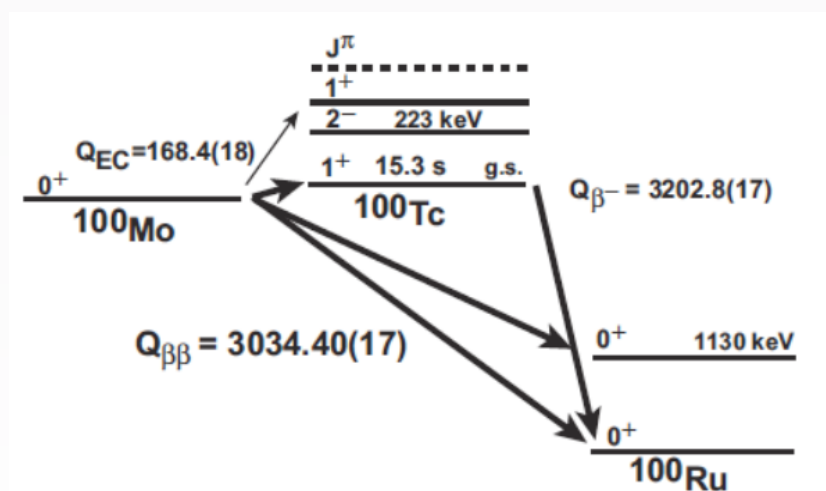 Jπ
1+
2− 223 keV
QEC=168.4(18)
0+
1+ 15.3 s g.s.
Qβ− = 3202.8(17)
100Mo
100Tc
Qββ = 3034.40(17)
0+ 1130 keV
0+
100Ru